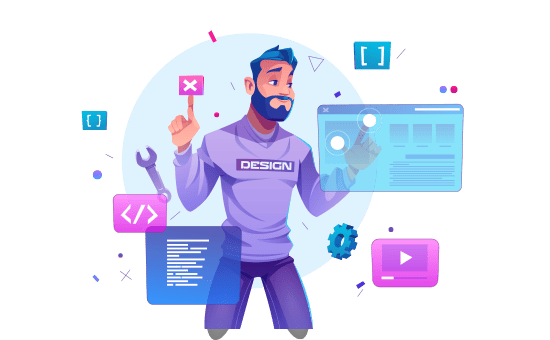 [ ]
{ }
DESIGN
</>